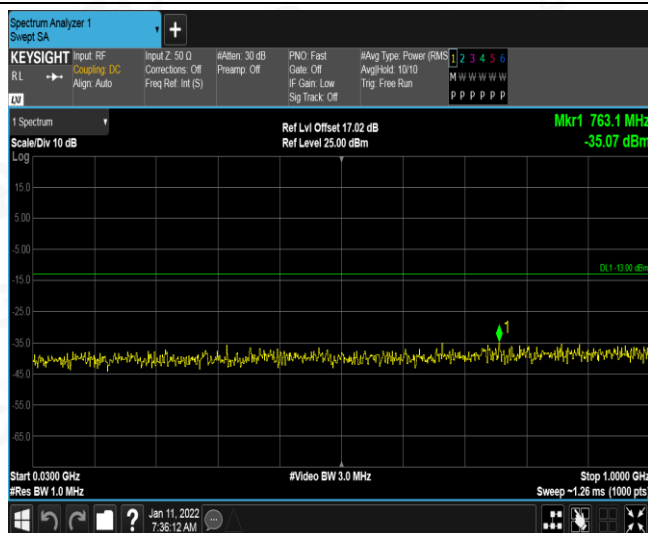 Spectrum Analyzer 1
Swept SA
+
KEYSIGHT
RL
Input: RF
Coupling: DC
Align: Auto
Input Z: 50 Ω
Corrections: Off
Freq Ref: Int (S)
#Atten: 30 dB
Preamp: Off
PNO: Fast
Gate: Off
IF Gain: Low
Sig Track: Off
#Avg Type: Power (RMS
Avg|Hold: 10/10
Trig: Free Run
1 2 3 4 5 6
M W W W W W
P P P P P P
1 Spectrum
Scale/Div 10 dB
Log
Ref Lvl Offset 17.02 dB
Ref Level 25.00 dBm
Mkr1 763.1 MHz
-35.07 dBm
15.0
5.00
-5.00
DL1 -13.00 dBm
-15.0
-25.0
1
-35.0
-45.0
-55.0
-65.0
Start 0.0300 GHz
#Res BW 1.0 MHz
#Video BW 3.0 MHz
Stop 1.0000 GHz
Sweep ~1.26 ms (1000 pts)
?
Jan 11, 2022
7:36:12 AM